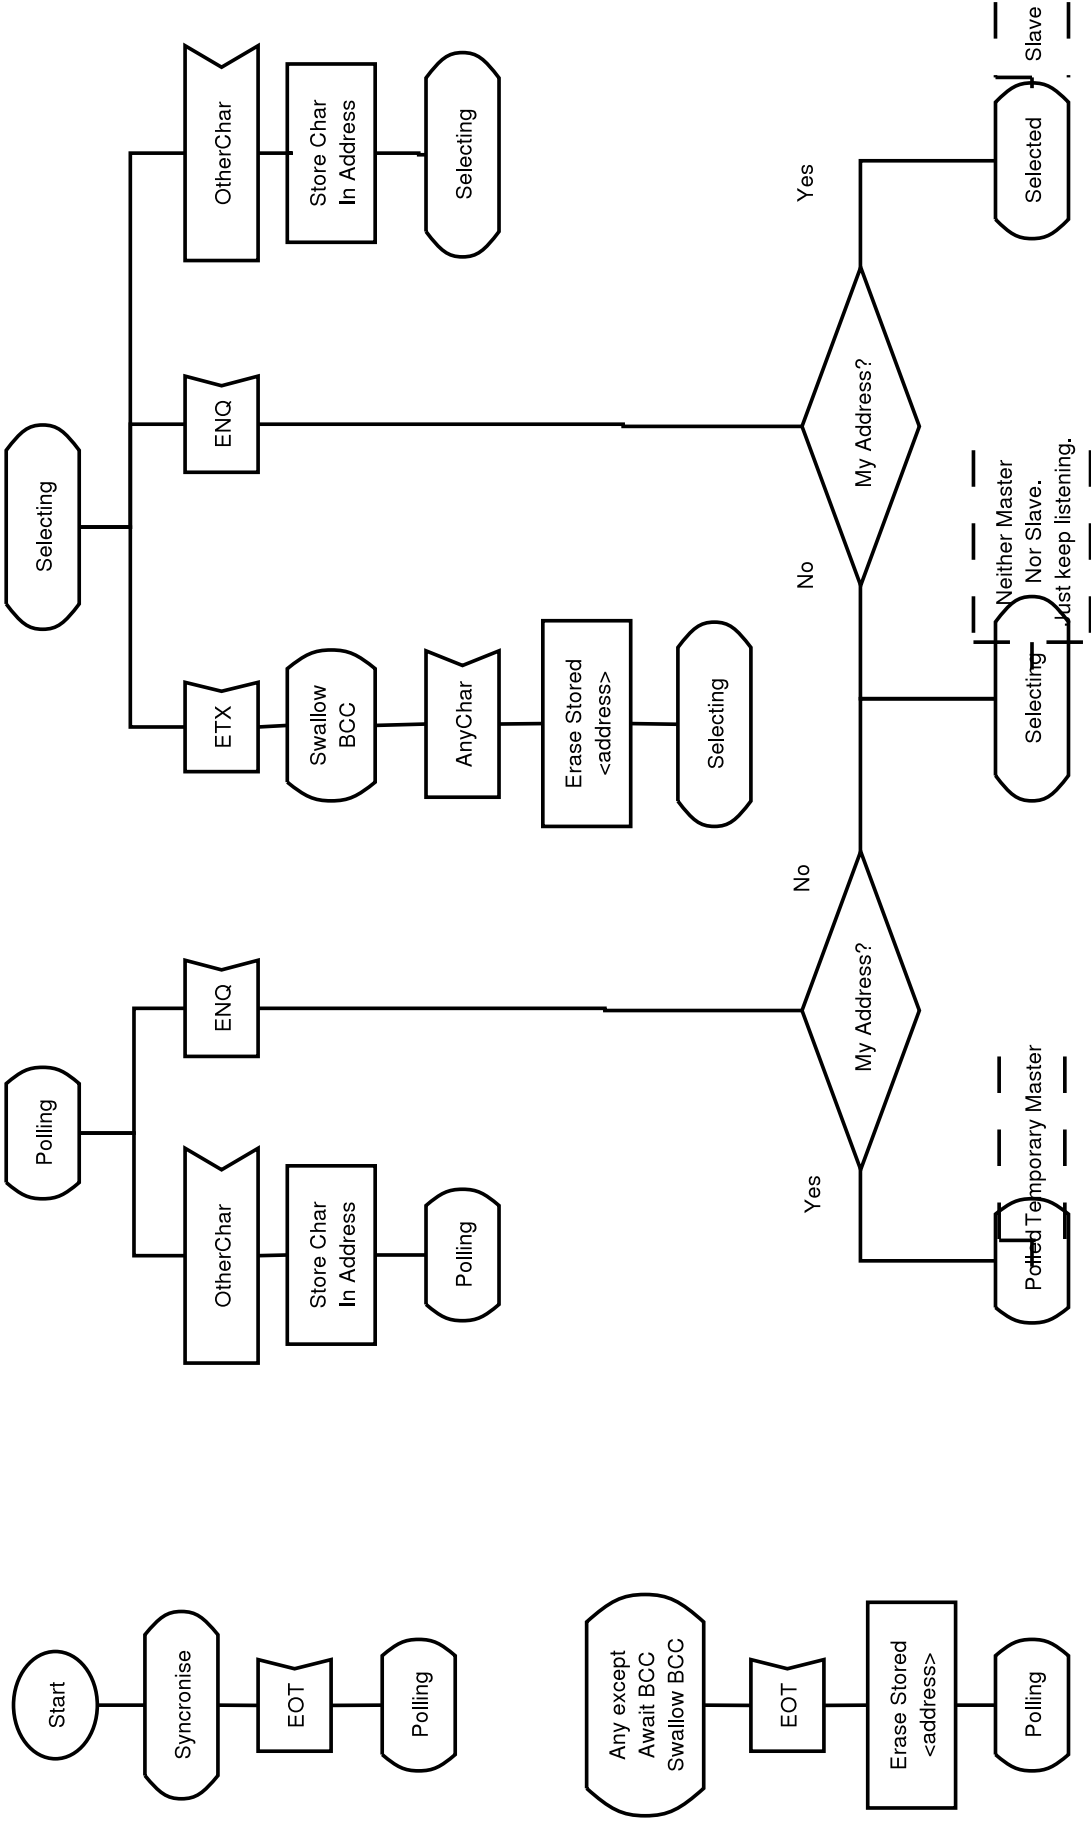 Start
Syncronise
EOT
Polling
Any except
Await BCC
Swallow BCC
EOT
Erase Stored
<address>
Polling
Polling
OtherChar
Store Char
In Address
Polling
ENQ
My Address?
Yes
No
Polled
Temporary Master
Selecting
ETX
Swallow
BCC
AnyChar
Erase Stored
<address>
Selecting
ENQ
My Address?
No
Yes
Selecting
Neither Master
Nor Slave.
Just keep listening.
OtherChar
Store Char
In Address
Selecting
Selected
Slave